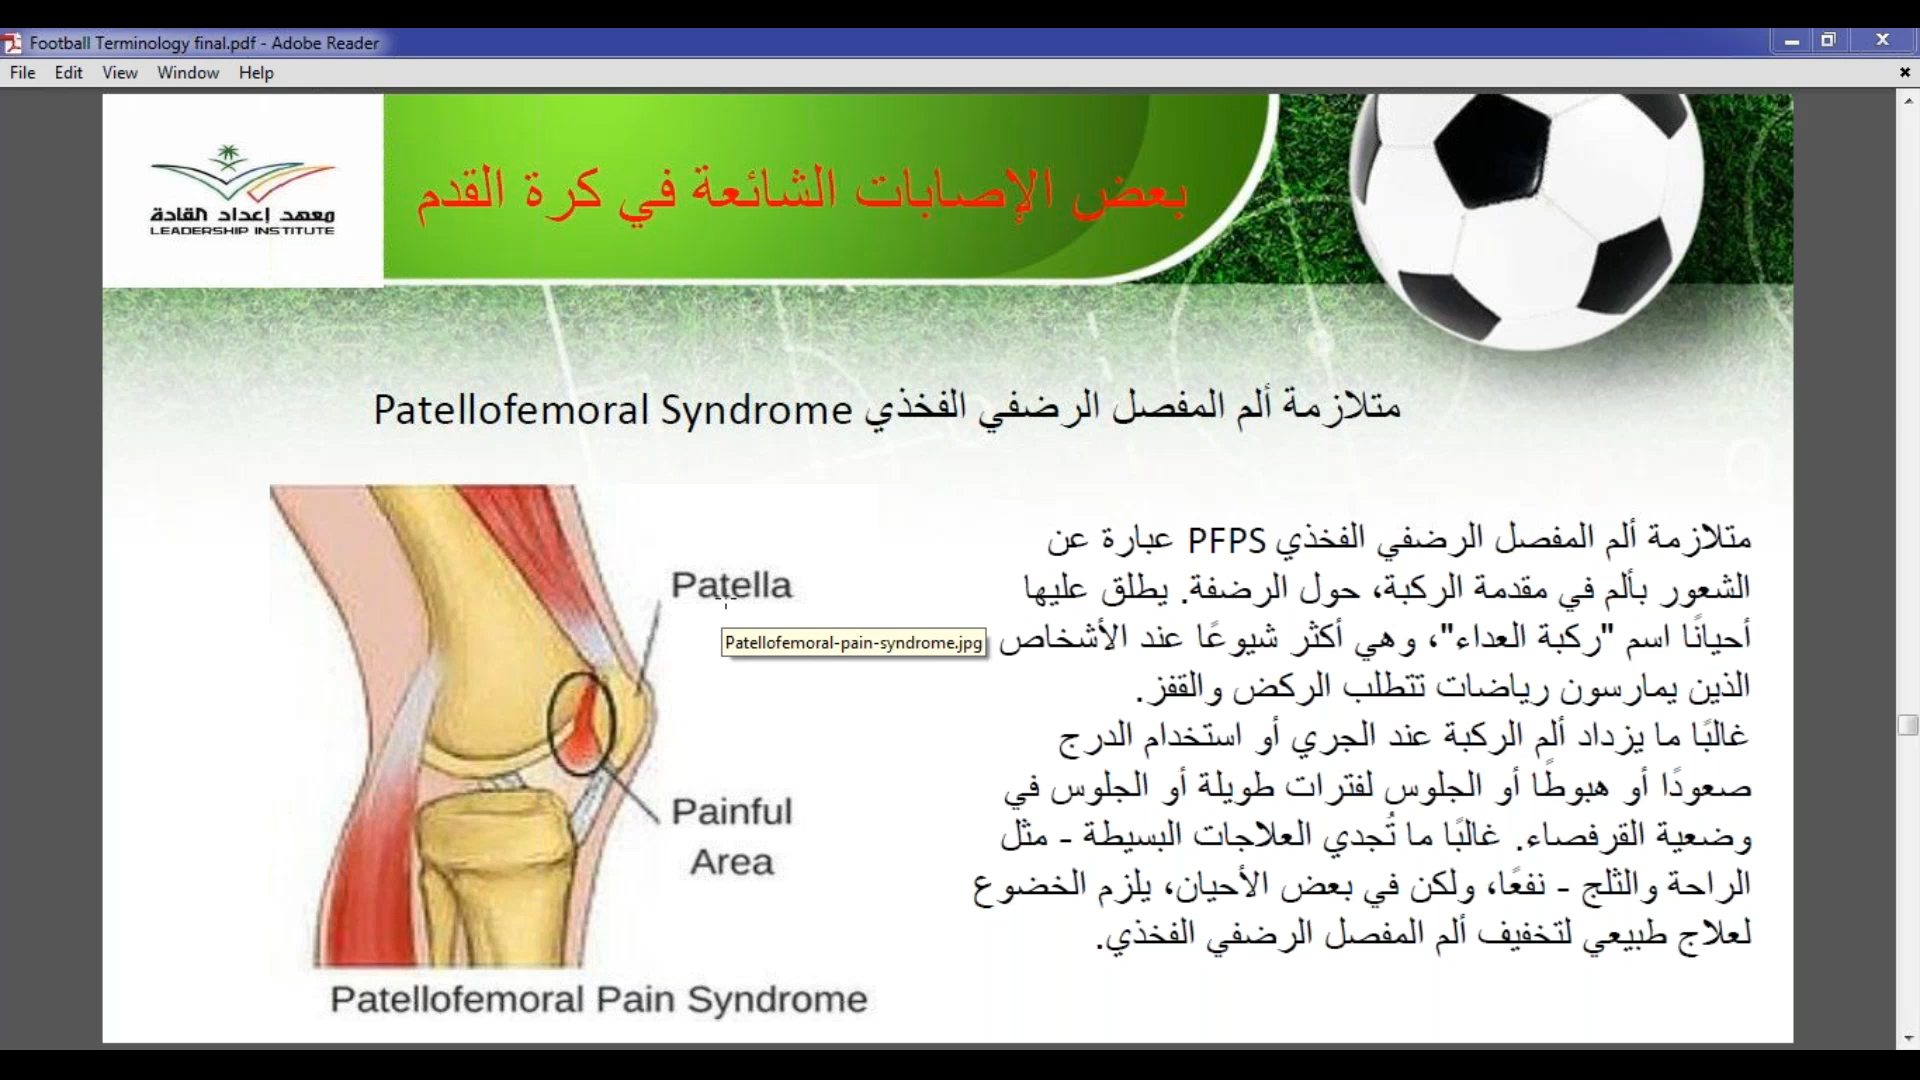 Football Terminology final.pdf - Adobe Reader
File Edit View Window Help
معهد إعداد القادة
LEADERSHIP INSTITUTE
بعض الإصابات الشائعة في كرة القدم
متلازمة ألم المفصل الرضفي الفخذي Patellofemoral Syndrome
Patella
Patellofemoral-pain-syndrome.jpg
Painful
Area
Patellofemoral Pain Syndrome
متلازمة ألم المفصل الرضفي الفخذي PFPS عبارة عن
الشعور بألم في مقدمة الركبة، حول الرضفة. يطلق عليها
أحيانًا اسم "ركبة العداء"، وهي أكثر شيوعًا عند الأشخاص
الذين يمارسون رياضات تتطلب الركض والقفز.
غالبًا ما يزداد ألم الركبة عند الجري أو استخدام الدرج
صعودًا أو هبوطًا أو الجلوس لفترات طويلة أو الجلوس في
وضعية القرفصاء. غالبًا ما تُجدي العلاجات البسيطة - مثل
الراحة والثلج - نفعًا، ولكن في بعض الأحيان، يلزم الخضوع
لعلاج طبيعي لتخفيف ألم المفصل الرضفي الفخذي.